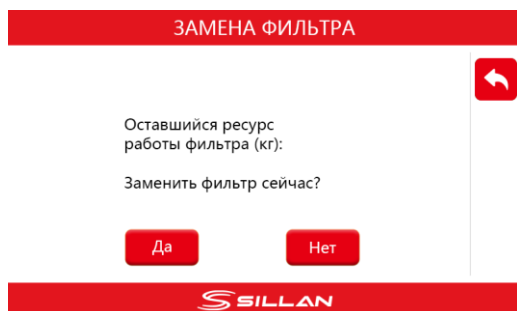 ЗАМЕНА ФИЛЬТРА
Оставшийся ресурс
работы фильтра (кг):
Заменить фильтр сейчас?
Да
Нет
SILLAN